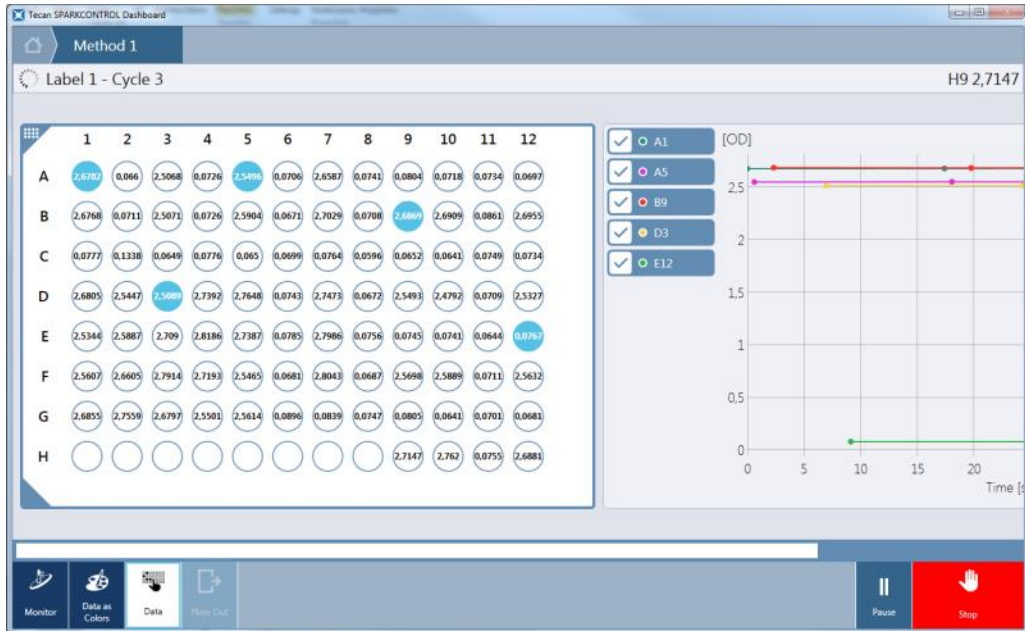 Tecan SPARKCONTROL Dashboard
Method 1
Label 1 - Cycle 3
H9 2,7147
1 2 3 4 5 6 7 8 9 10 11 12
A 2,6782 0,066 2,5068 0,0726 2,5496 0,0706 2,6587 0,0741 0,0804 0,0718 0,0734 0,0697
B 2,6768 0,0711 2,5071 0,0726 2,5904 0,0671 2,7029 0,0708 2,6869 2,6909 0,0861 2,6955
C 0,0777 0,1338 0,0649 0,0776 0,065 0,0699 0,0764 0,0596 0,0652 0,0641 0,0749 0,0734
D 2,6805 2,5447 2,5089 2,7392 2,7648 0,0743 2,7473 0,0672 2,5493 2,4792 0,0709 2,5327
E 2,5344 2,5887 2,709 2,8186 2,7387 0,0785 2,7986 0,0756 0,0745 0,0741 0,0644 0,0767
F 2,5607 2,6605 2,7914 2,7193 2,5465 0,0681 2,8043 0,0687 2,5698 2,5889 0,0711 2,5632
G 2,6855 2,7559 2,6797 2,5501 2,5614 0,0896 0,0839 0,0747 0,0805 0,0641 0,0701 0,0681
H 2,7147 2,762 0,0755 2,6881
A1
A5
B9
D3
E12
[OD]
2,5
2
1,5
1
0,5
0
0 5 10 15 20
Time [s
Monitor
Data as
Colors
Data
Plate Out
Pause
Stop